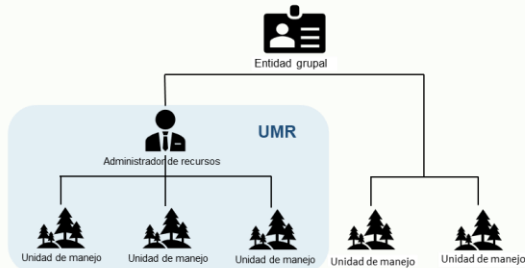 Entidad grupal
UMR
Administrador de recursos
Unidad de manejo
Unidad de manejo
Unidad de manejo
Unidad de manejo
Unidad de manejo